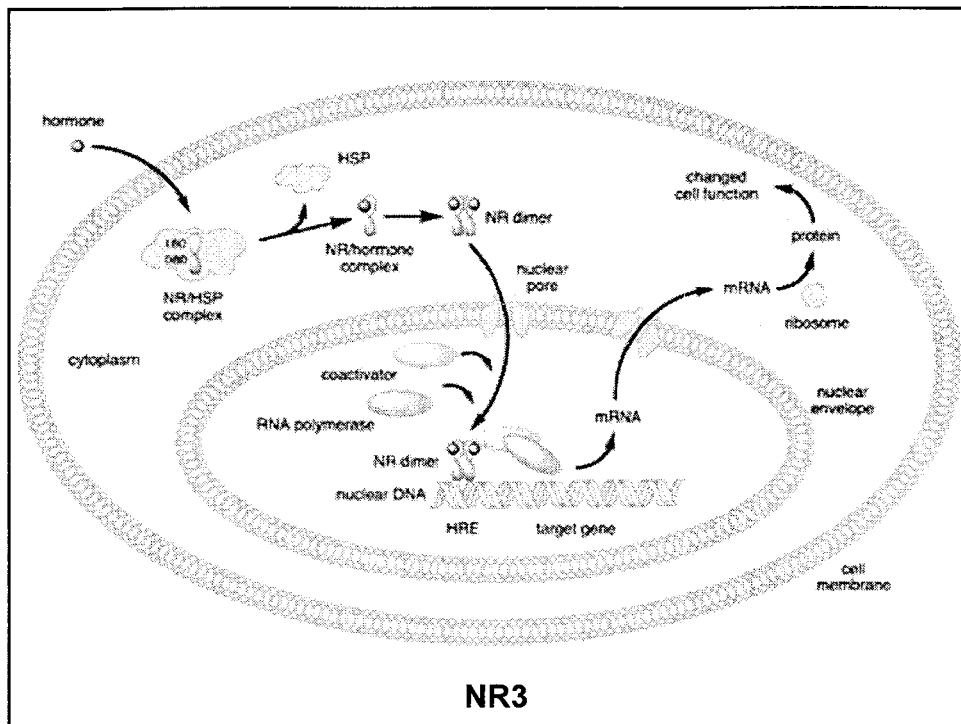 hormone
HSP
NR/HSP
complex
NR/hormone
complex
NR dimer
nuclear
pore
changed
cell function
protein
mRNA
ribosome
cytoplasm
coactivator
RNA polymerase
mRNA
nuclear
envelope
NR dimer
nuclear DNA
HRE
target gene
cell
membrane
NR3